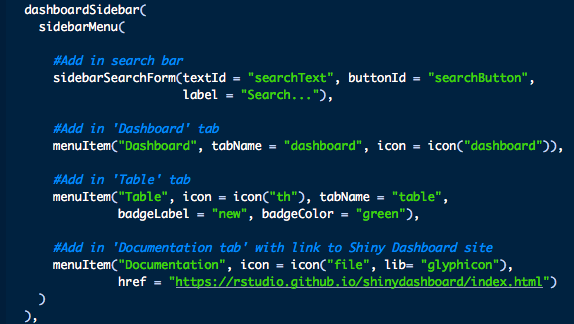 dashboardSidebar(
sidebarMenu(
#Add in search bar
sidebarSearchForm(textId = "searchText", buttonId = "searchButton",
label = "Search..."),
#Add in 'Dashboard' tab
menuItem("Dashboard", tabName = "dashboard", icon = icon("dashboard")),
#Add in 'Table' tab
menuItem("Table", icon = icon("th"), tabName = "table",
badgeLabel = "new", badgeColor = "green"),
#Add in 'Documentation tab' with link to Shiny Dashboard site
menuItem("Documentation", icon = icon("file", lib= "glyphicon"),
href = "https://rstudio.github.io/shinydashboard/index.html")
)
),